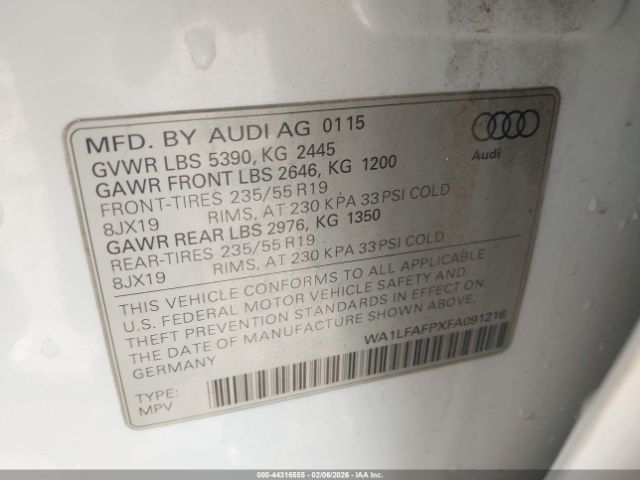 MFD. BY AUDI AG 0115
GVWR LBS 5390, KG 2445
GAWR FRONT LBS 2646, KG 1200
FRONT-TIRES 235/55 R19
8JX19 RIMS, AT 230 KPA 33 PSI COLD
GAWR REAR LBS 2976, KG 1350
REAR-TIRES 235/55 R19
8JX19 RIMS, AT 230 KPA 33 PSI COLD
Audi
THIS VEHICLE CONFORMS TO ALL APPLICABLE
U.S. FEDERAL MOTOR VEHICLE SAFETY AND
THEFT PREVENTION STANDARDS IN EFFECT ON
THE DATE OF MANUFACTURE SHOWN ABOVE.
GERMANY
WA1LFAFPXFA091216
TYPE:
MPV
000-44316555 - 02/06/2026 - IAA Inc.